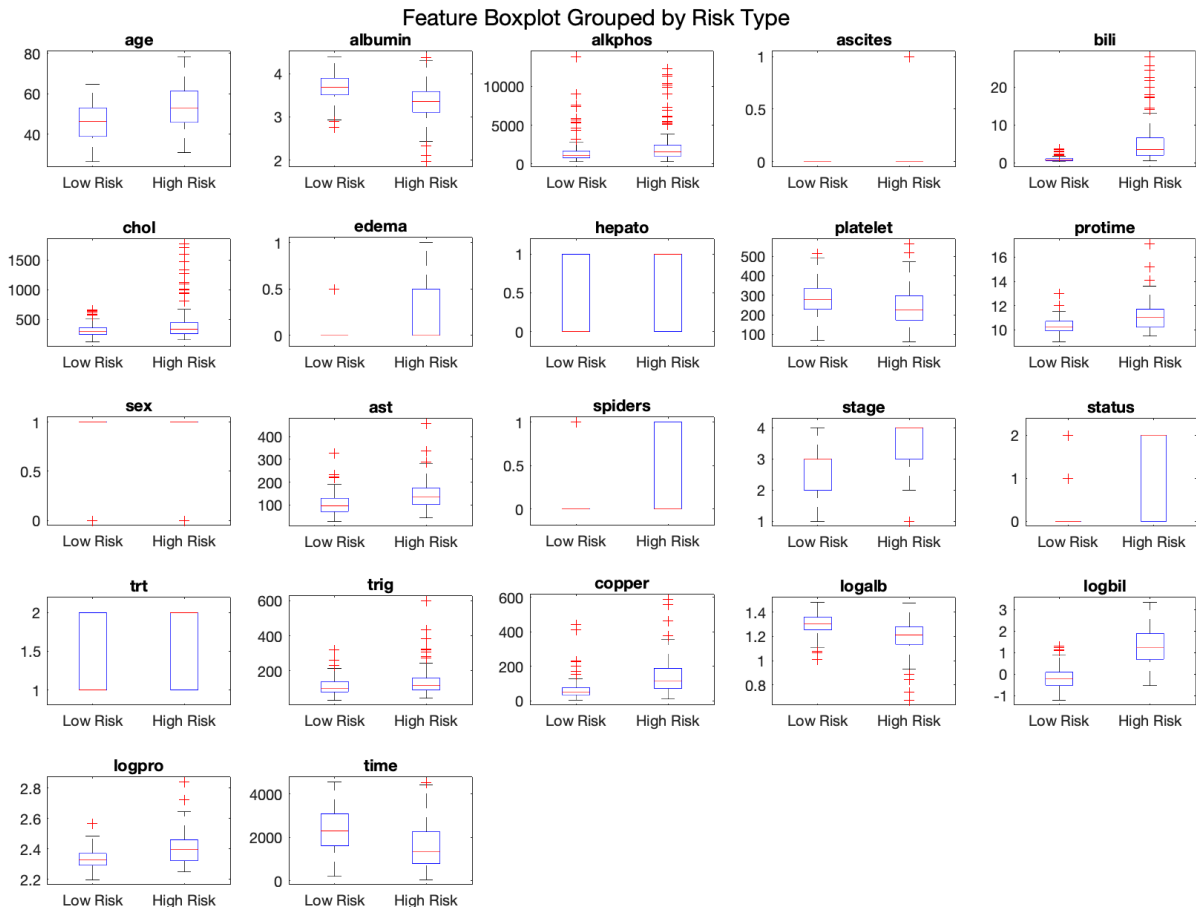 Feature Boxplot Grouped by Risk Type
age
80
60
40
Low Risk High Risk
albumin
4
3
2
Low Risk High Risk
alkphos
10000
5000
0
Low Risk High Risk
ascites
1
0.5
0
Low Risk High Risk
bili
20
10
0
Low Risk High Risk
chol
1500
1000
500
Low Risk High Risk
edema
1
0.5
0
Low Risk High Risk
hepato
1
0.5
0
Low Risk High Risk
platelet
500
400
300
200
100
Low Risk High Risk
protime
16
14
12
10
Low Risk High Risk
sex
1
0.5
0
Low Risk High Risk
ast
400
300
200
100
Low Risk High Risk
spiders
1
0.5
0
Low Risk High Risk
stage
4
3
2
1
Low Risk High Risk
status
2
1
0
Low Risk High Risk
trt
2
1.5
1
Low Risk High Risk
trig
600
400
200
Low Risk High Risk
copper
600
400
200
0
Low Risk High Risk
logalb
1.4
1.2
1
0.8
Low Risk High Risk
logbil
3
2
1
0
-1
Low Risk High Risk
logpro
2.8
2.6
2.4
2.2
Low Risk High Risk
time
4000
2000
0
Low Risk High Risk